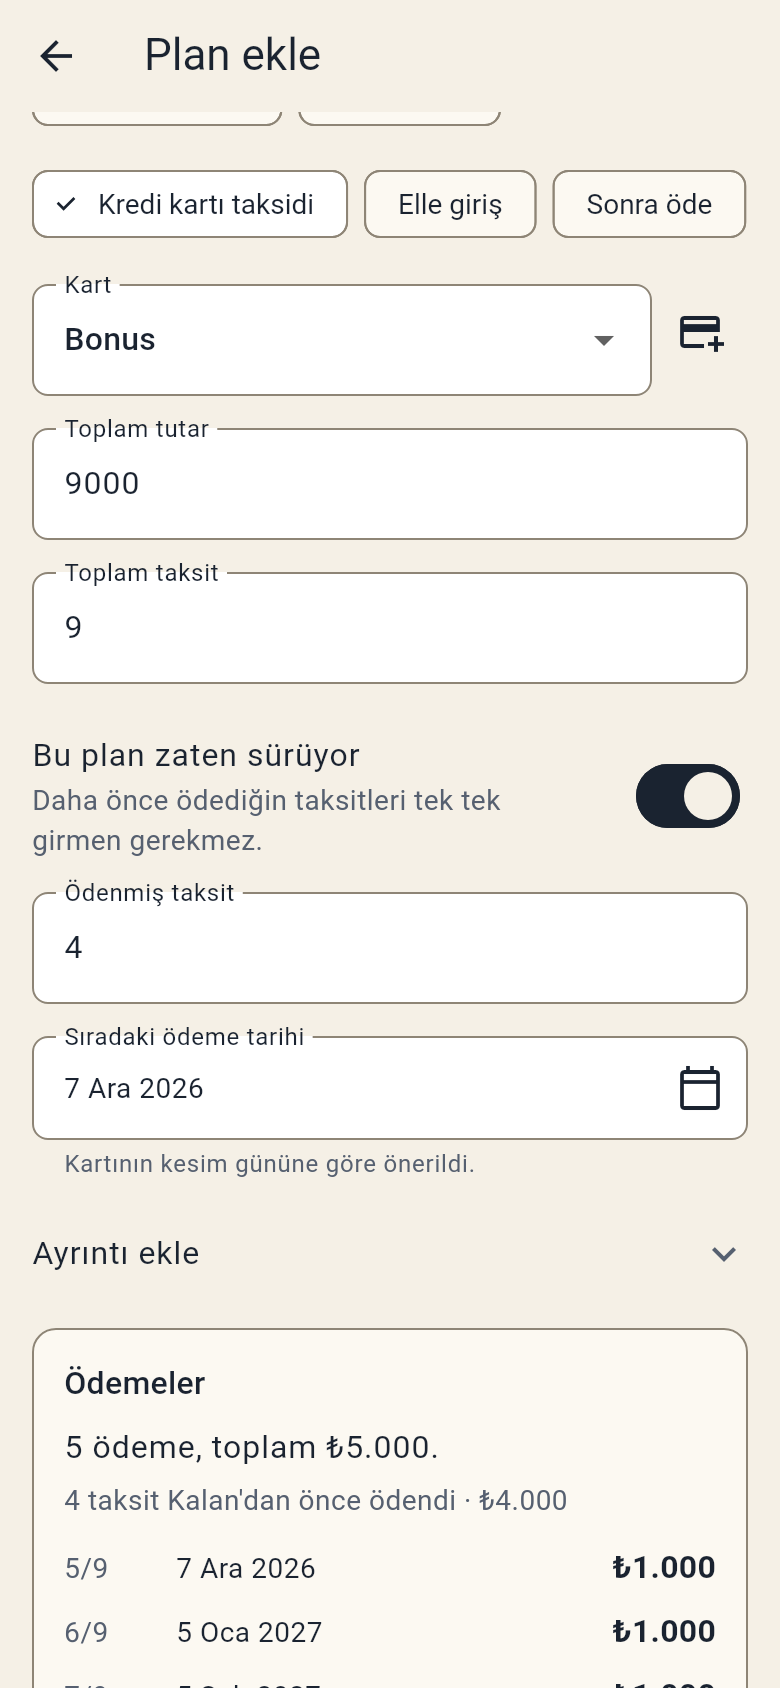 Plan ekle
Kredi kartı taksidi
Elle giriş
Sonra öde
Kart
Bonus
Toplam tutar
9000
Toplam taksit
9
Bu plan zaten sürüyor
Daha önce ödediğin taksitleri tek tek
girmen gerekmez.
Ödenmiş taksit
4
Sıradaki ödeme tarihi
7 Ara 2026
Kartının kesim gününe göre önerildi.
Ayrıntı ekle
Ödemeler
5 ödeme, toplam ₺5.000.
4 taksit Kalan'dan önce ödendi · ₺4.000
5/9 7 Ara 2026 ₺1.000
6/9 5 Oca 2027 ₺1.000